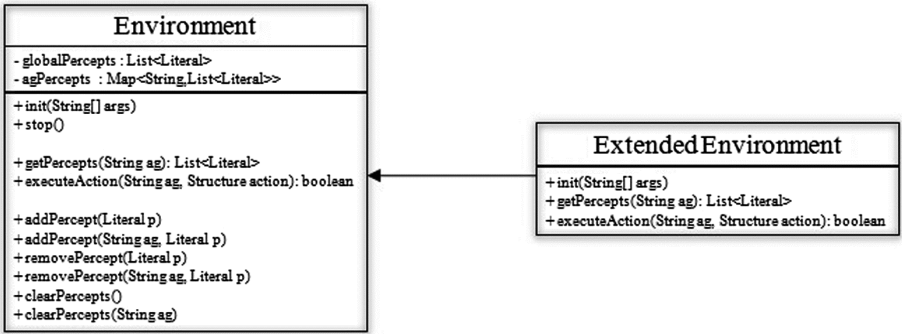 Environment
- globalPercepts : List<Literal>
- agPercepts : Map<String,List<Literal>>
+ init(String[] args)
+ stop()
+ getPercepts(String ag): List<Literal>
+ executeAction(String ag, Structure action): boolean
+ addPercept(Literal p)
+ addPercept(String ag, Literal p)
+ removePercept(Literal p)
+ removePercept(String ag, Literal p)
+ clearPercepts()
+ clearPercepts(String ag)
ExtendedEnvironment
+ init(String[] args)
+ getPercepts(String ag): List<Literal>
+ executeAction(String ag, Structure action): boolean